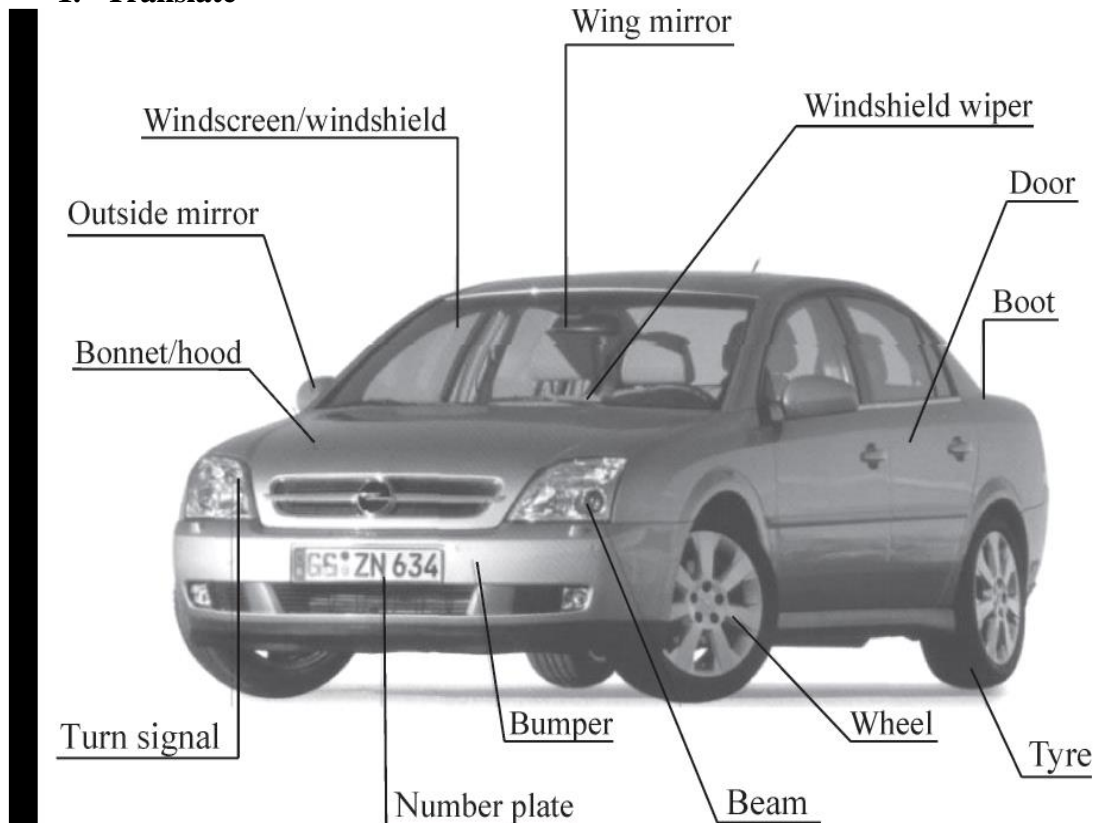 1. Translate
Wing mirror
Windscreen/windshield
Windshield wiper
Door
Outside mirror
Boot
Bonnet/hood
GS ZN 634
Turn signal
Bumper
Wheel
Tyre
Number plate
Beam